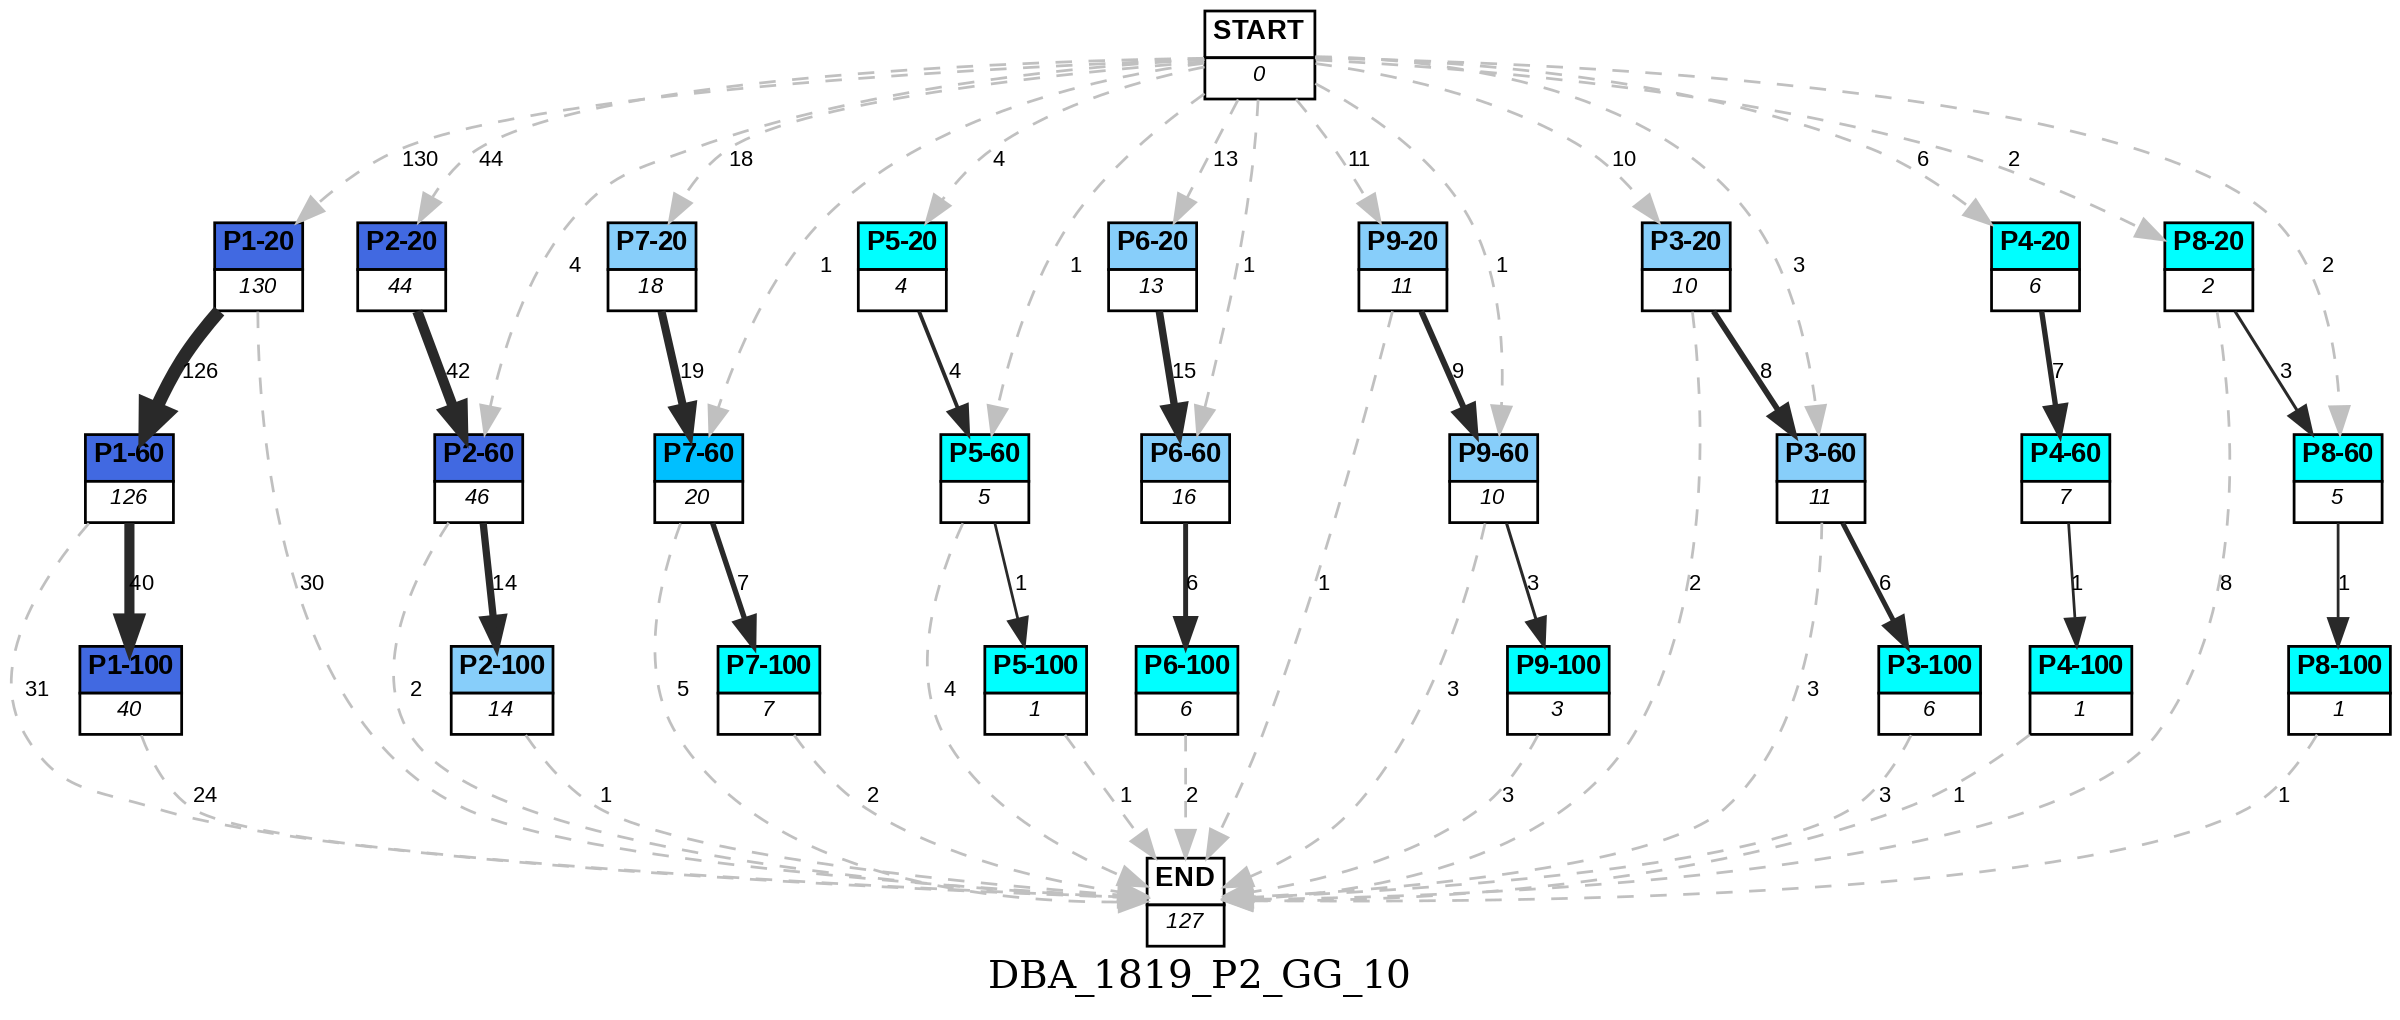 START
0
130
44
18
4
13
11
10
6
2
4
1
1
1
1
3
2
P1-20
130
P2-20
44
P7-20
18
P5-20
4
P6-20
13
P9-20
11
P3-20
10
P4-20
6
P8-20
2
126
42
19
4
15
9
8
7
3
P1-60
126
P2-60
46
P7-60
20
P5-60
5
P6-60
16
P9-60
10
P3-60
11
P4-60
7
P8-60
5
40
30
14
7
1
6
1
3
2
6
1
8
1
P1-100
40
P2-100
14
P7-100
7
P5-100
1
P6-100
6
P9-100
3
P3-100
6
P4-100
1
P8-100
1
31
2
5
4
3
3
24
1
2
1
2
3
3
1
1
END
127
DBA_1819_P2_GG_10